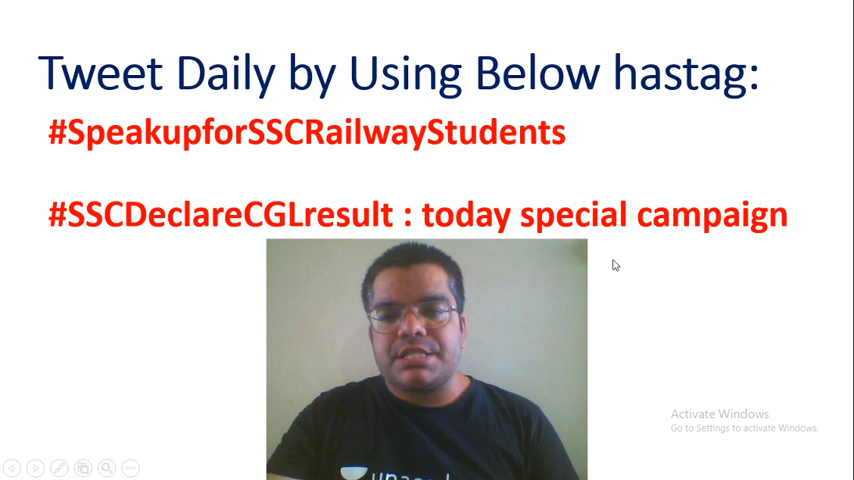 Tweet Daily by Using Below hastag:
#SpeakupforSSCRailwayStudents
#SSCDeclareCGLresult : today special campaign
Activate Windows
Go to Settings to activate Windows.